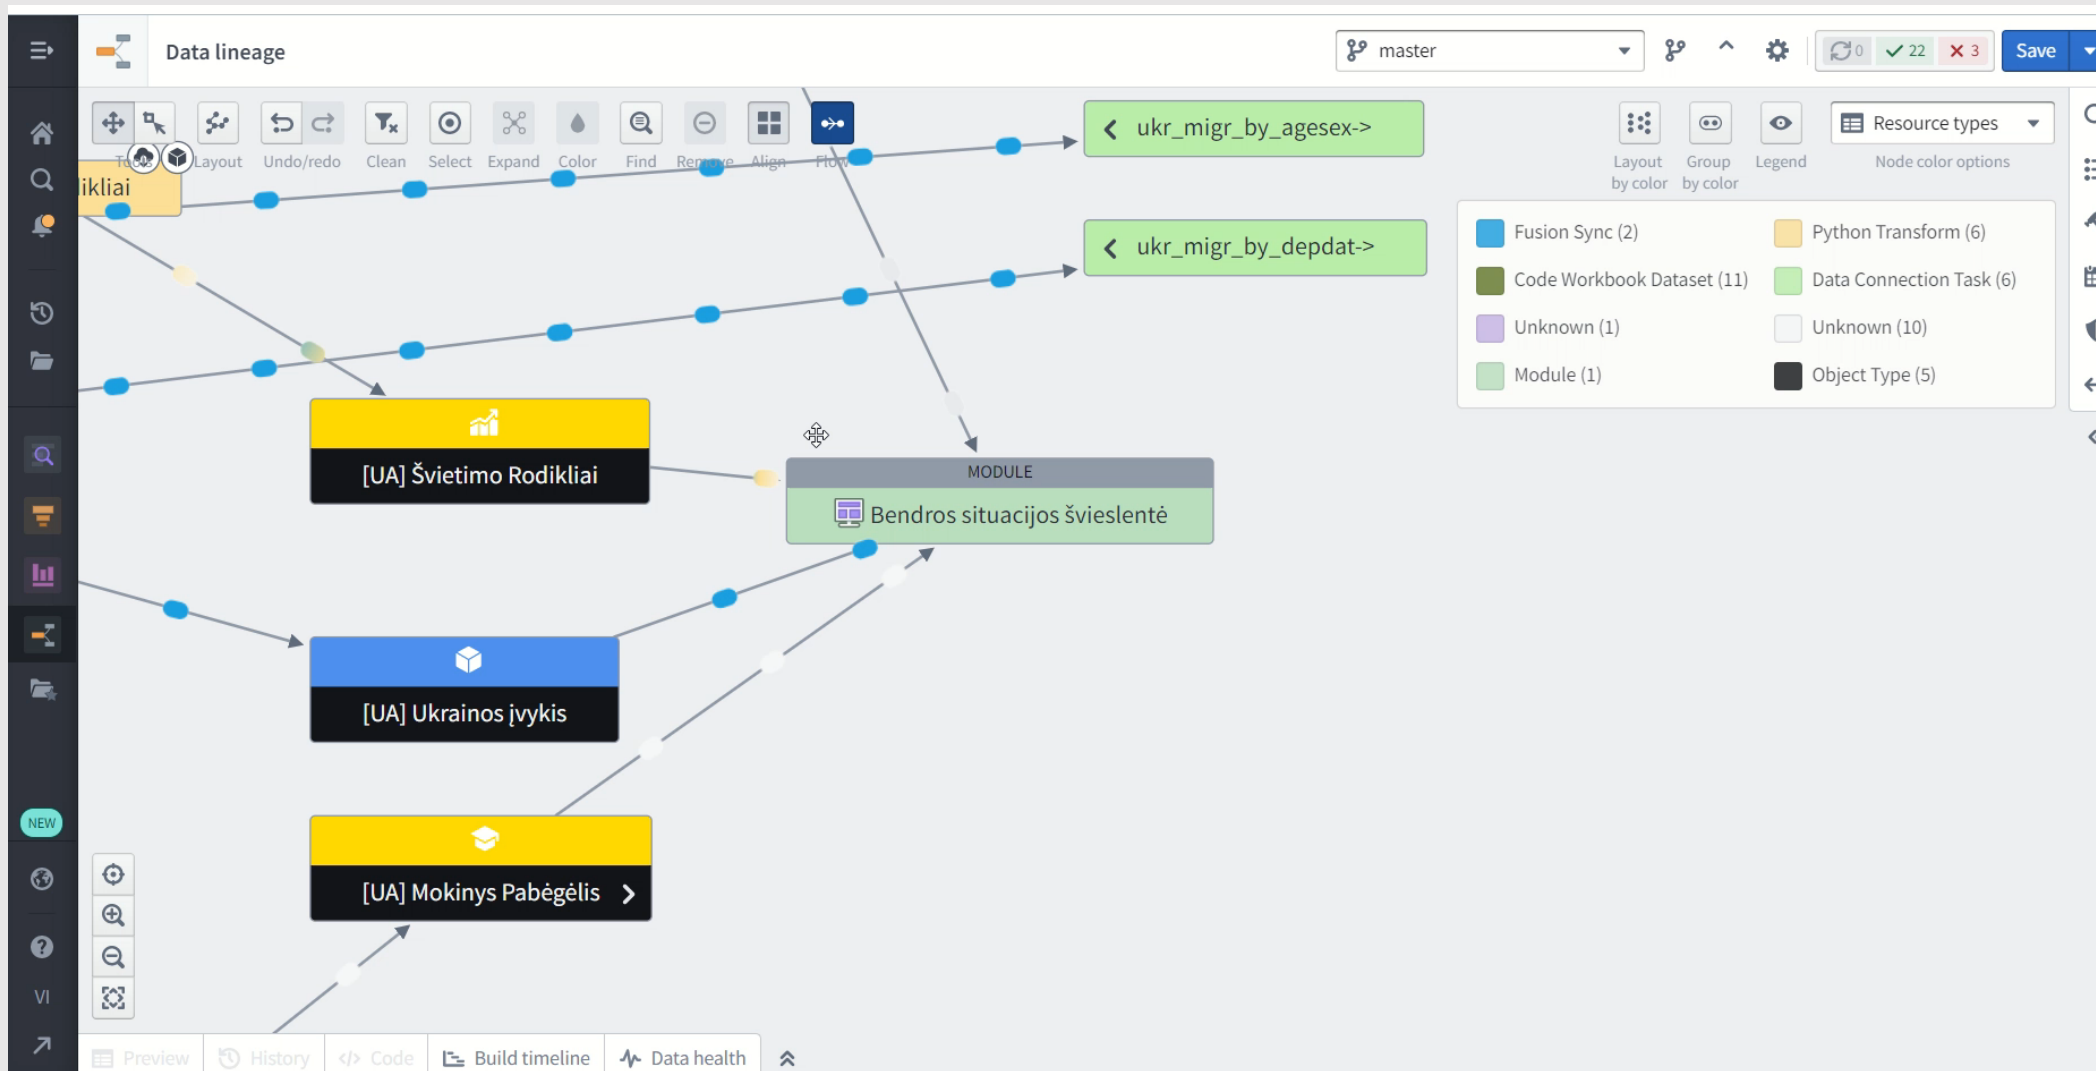 Data lineage
master
0
22
3
Save
Tools
Layout
Undo/redo
Clean
Select
Expand
Color
Find
Remove
Align
Flow
Layout by color
Group by color
Legend
Resource types
Node color options
ikliai
ukr_migr_by_agesex->
ukr_migr_by_depdat->
Fusion Sync (2)
Python Transform (6)
Code Workbook Dataset (11)
Data Connection Task (6)
Unknown (1)
Unknown (10)
Module (1)
Object Type (5)
[UA] Švietimo Rodikliai
MODULE
Bendros situacijos švieslentė
[UA] Ukrainos įvykis
[UA] Mokinys Pabėgėlis
NEW
VI
Preview
History
Code
Build timeline
Data health